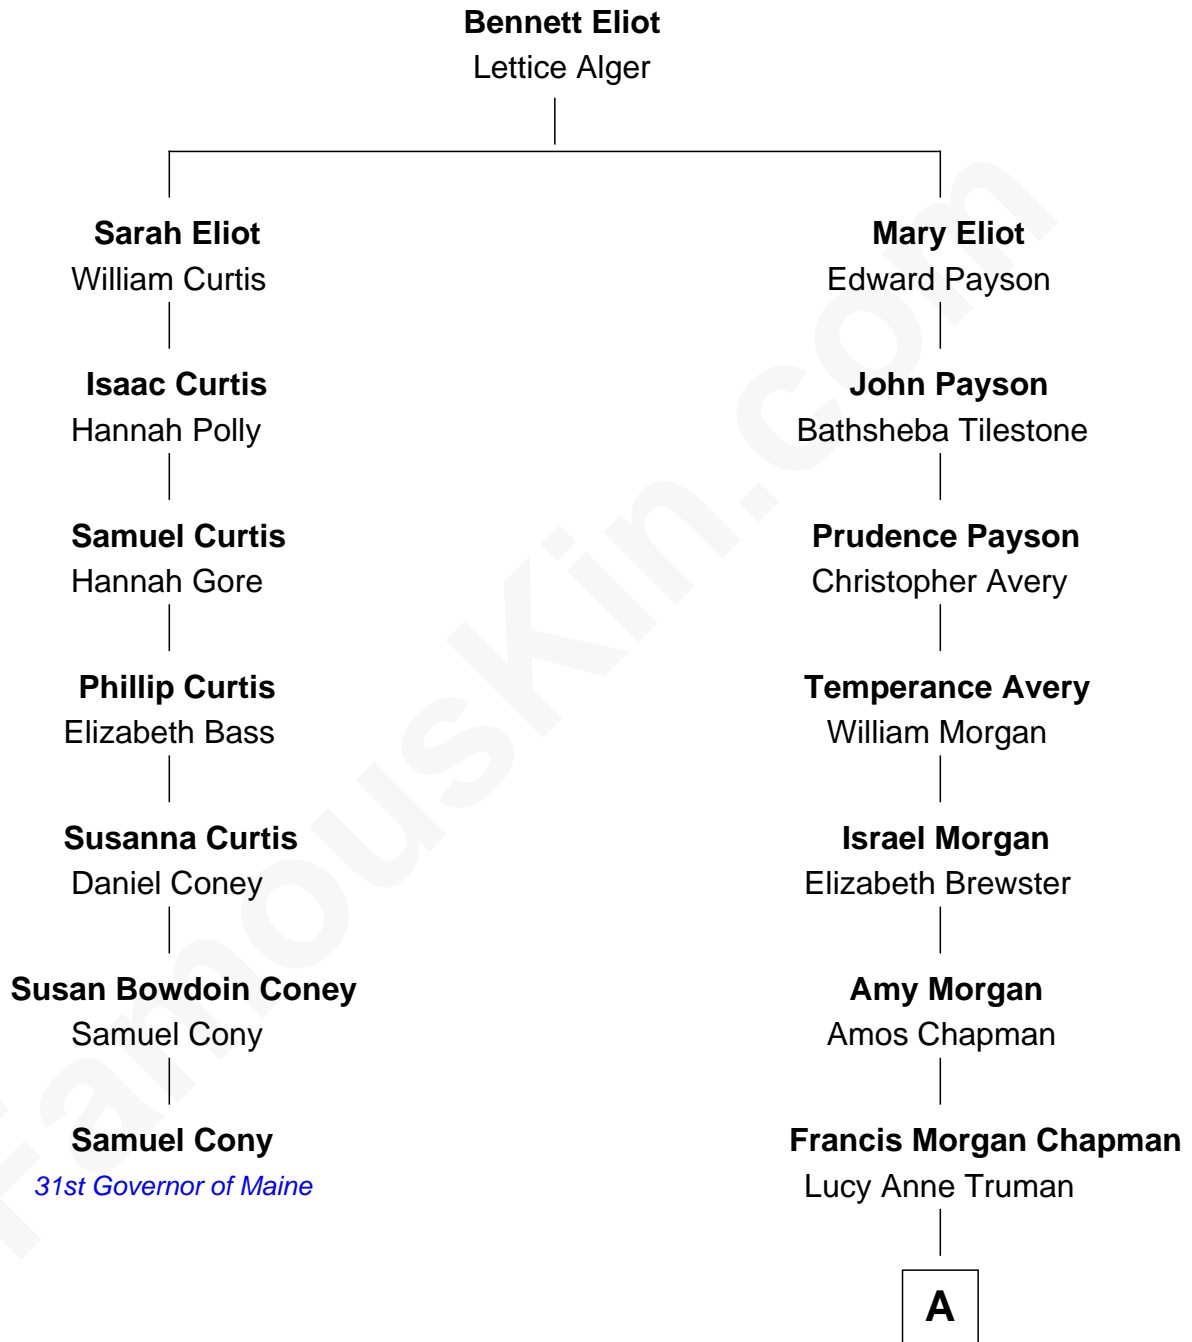 Bennett Eliot
Lettice Alger
Sarah Eliot
William Curtis
Mary Eliot
Edward Payson
Isaac Curtis
Hannah Polly
John Payson
Bathsheba Tilestone
Samuel Curtis
Hannah Gore
Prudence Payson
Christopher Avery
Phillip Curtis
Elizabeth Bass
Temperance Avery
William Morgan
Susanna Curtis
Daniel Coney
Israel Morgan
Elizabeth Brewster
Susan Bowdoin Coney
Samuel Cony
Amy Morgan
Amos Chapman
Samuel Cony
31st Governor of Maine
Francis Morgan Chapman
Lucy Anne Truman
A
FamousKin.com